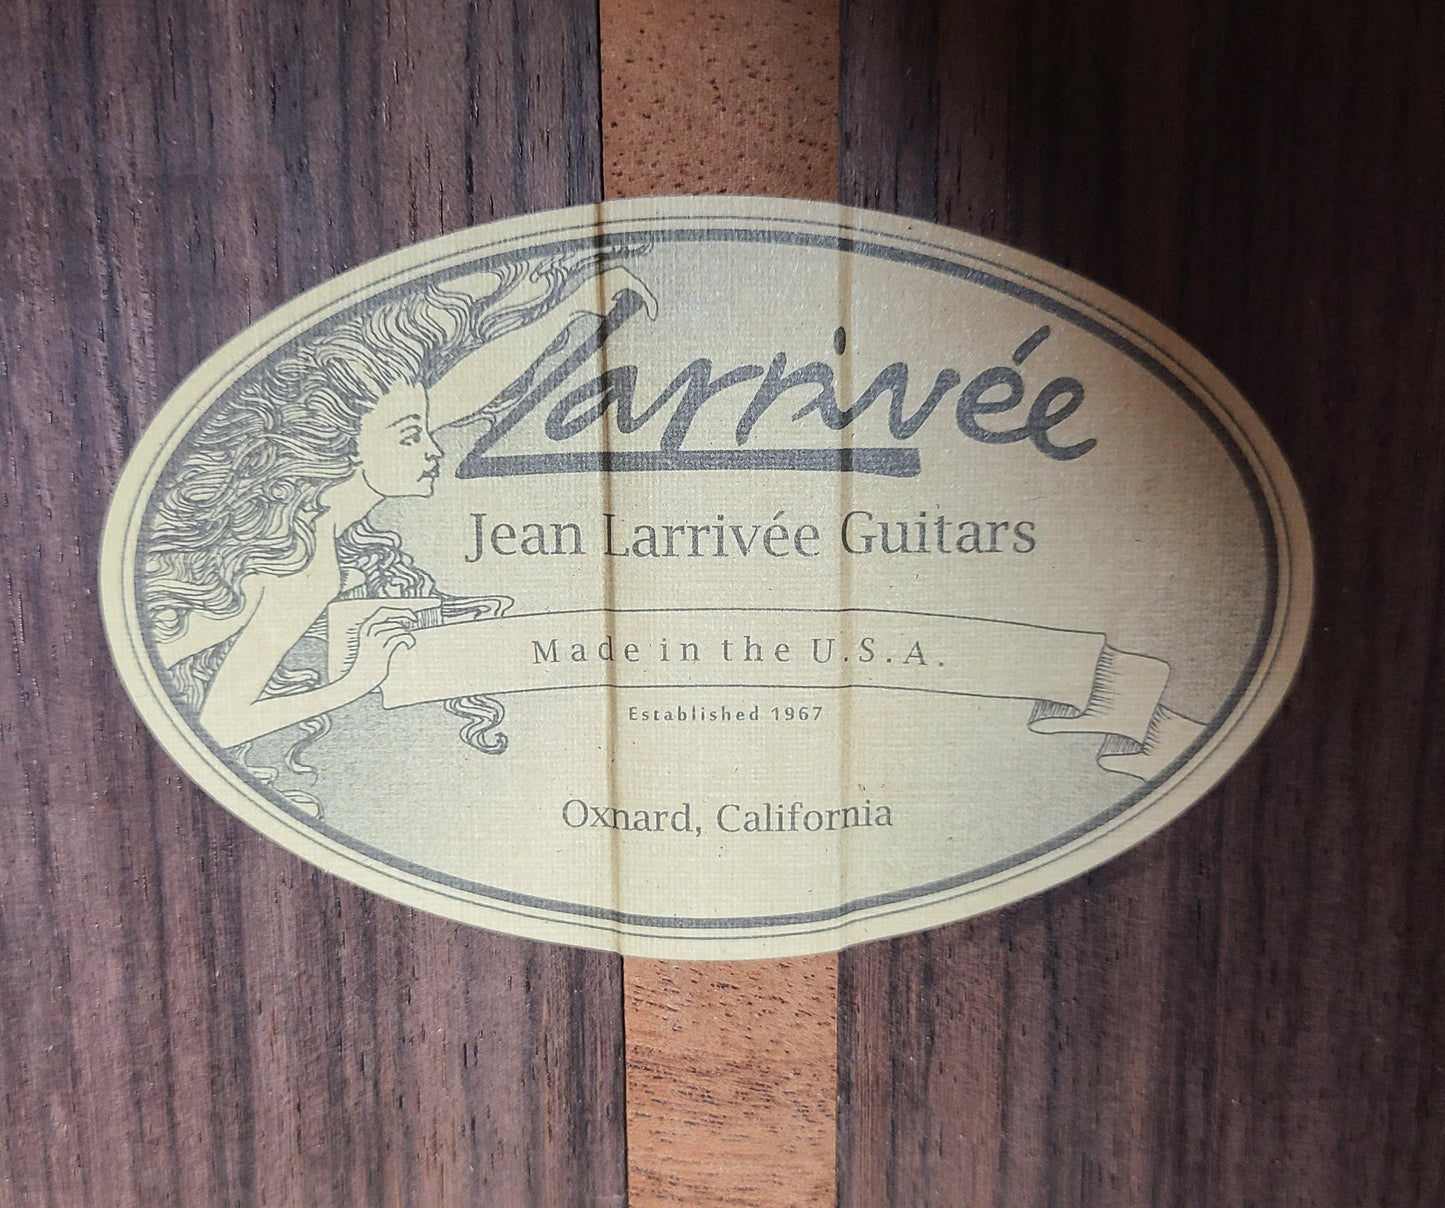 Larrivée
Jean Larrivée Guitars
Made in the U.S.A.
Established 1967
Oxnard, California